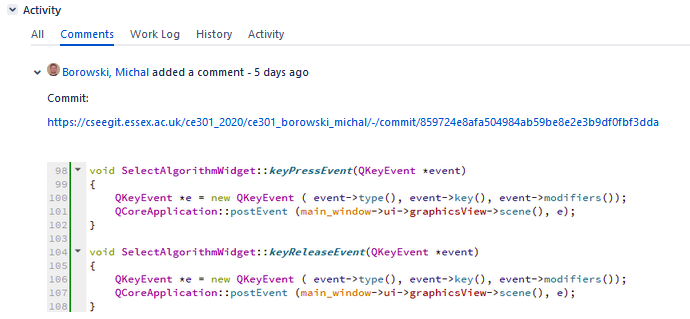 Activity
All Comments Work Log History Activity
Borowski, Michal added a comment - 5 days ago
Commit:
https://cseegit.essex.ac.uk/ce301_2020/ce301_borowski_michal/-/commit/859724e8afa504984ab59be8e2e3b9df0fbf3dda
98 void SelectAlgorithmWidget::keyPressEvent(QKeyEvent *event)
99 {
100 QKeyEvent *e = new QKeyEvent ( event->type(), event->key(), event->modifiers());
101 QCoreApplication::postEvent (main_window->ui->graphicsView->scene(), e);
102 }
103
104 void SelectAlgorithmWidget::keyReleaseEvent(QKeyEvent *event)
105 {
106 QKeyEvent *e = new QKeyEvent ( event->type(), event->key(), event->modifiers());
107 QCoreApplication::postEvent (main_window->ui->graphicsView->scene(), e);
108 }